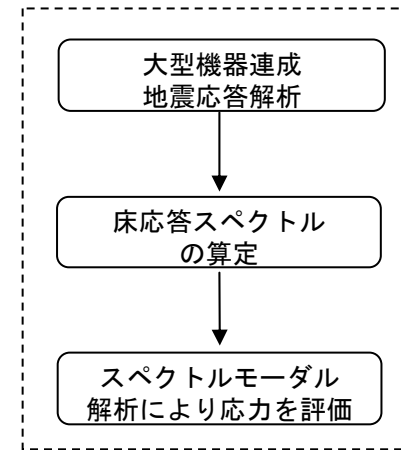 大型機器連成
地震応答解析
床応答スペクトル
の算定
スペクトルモーダル
解析により応力を評価